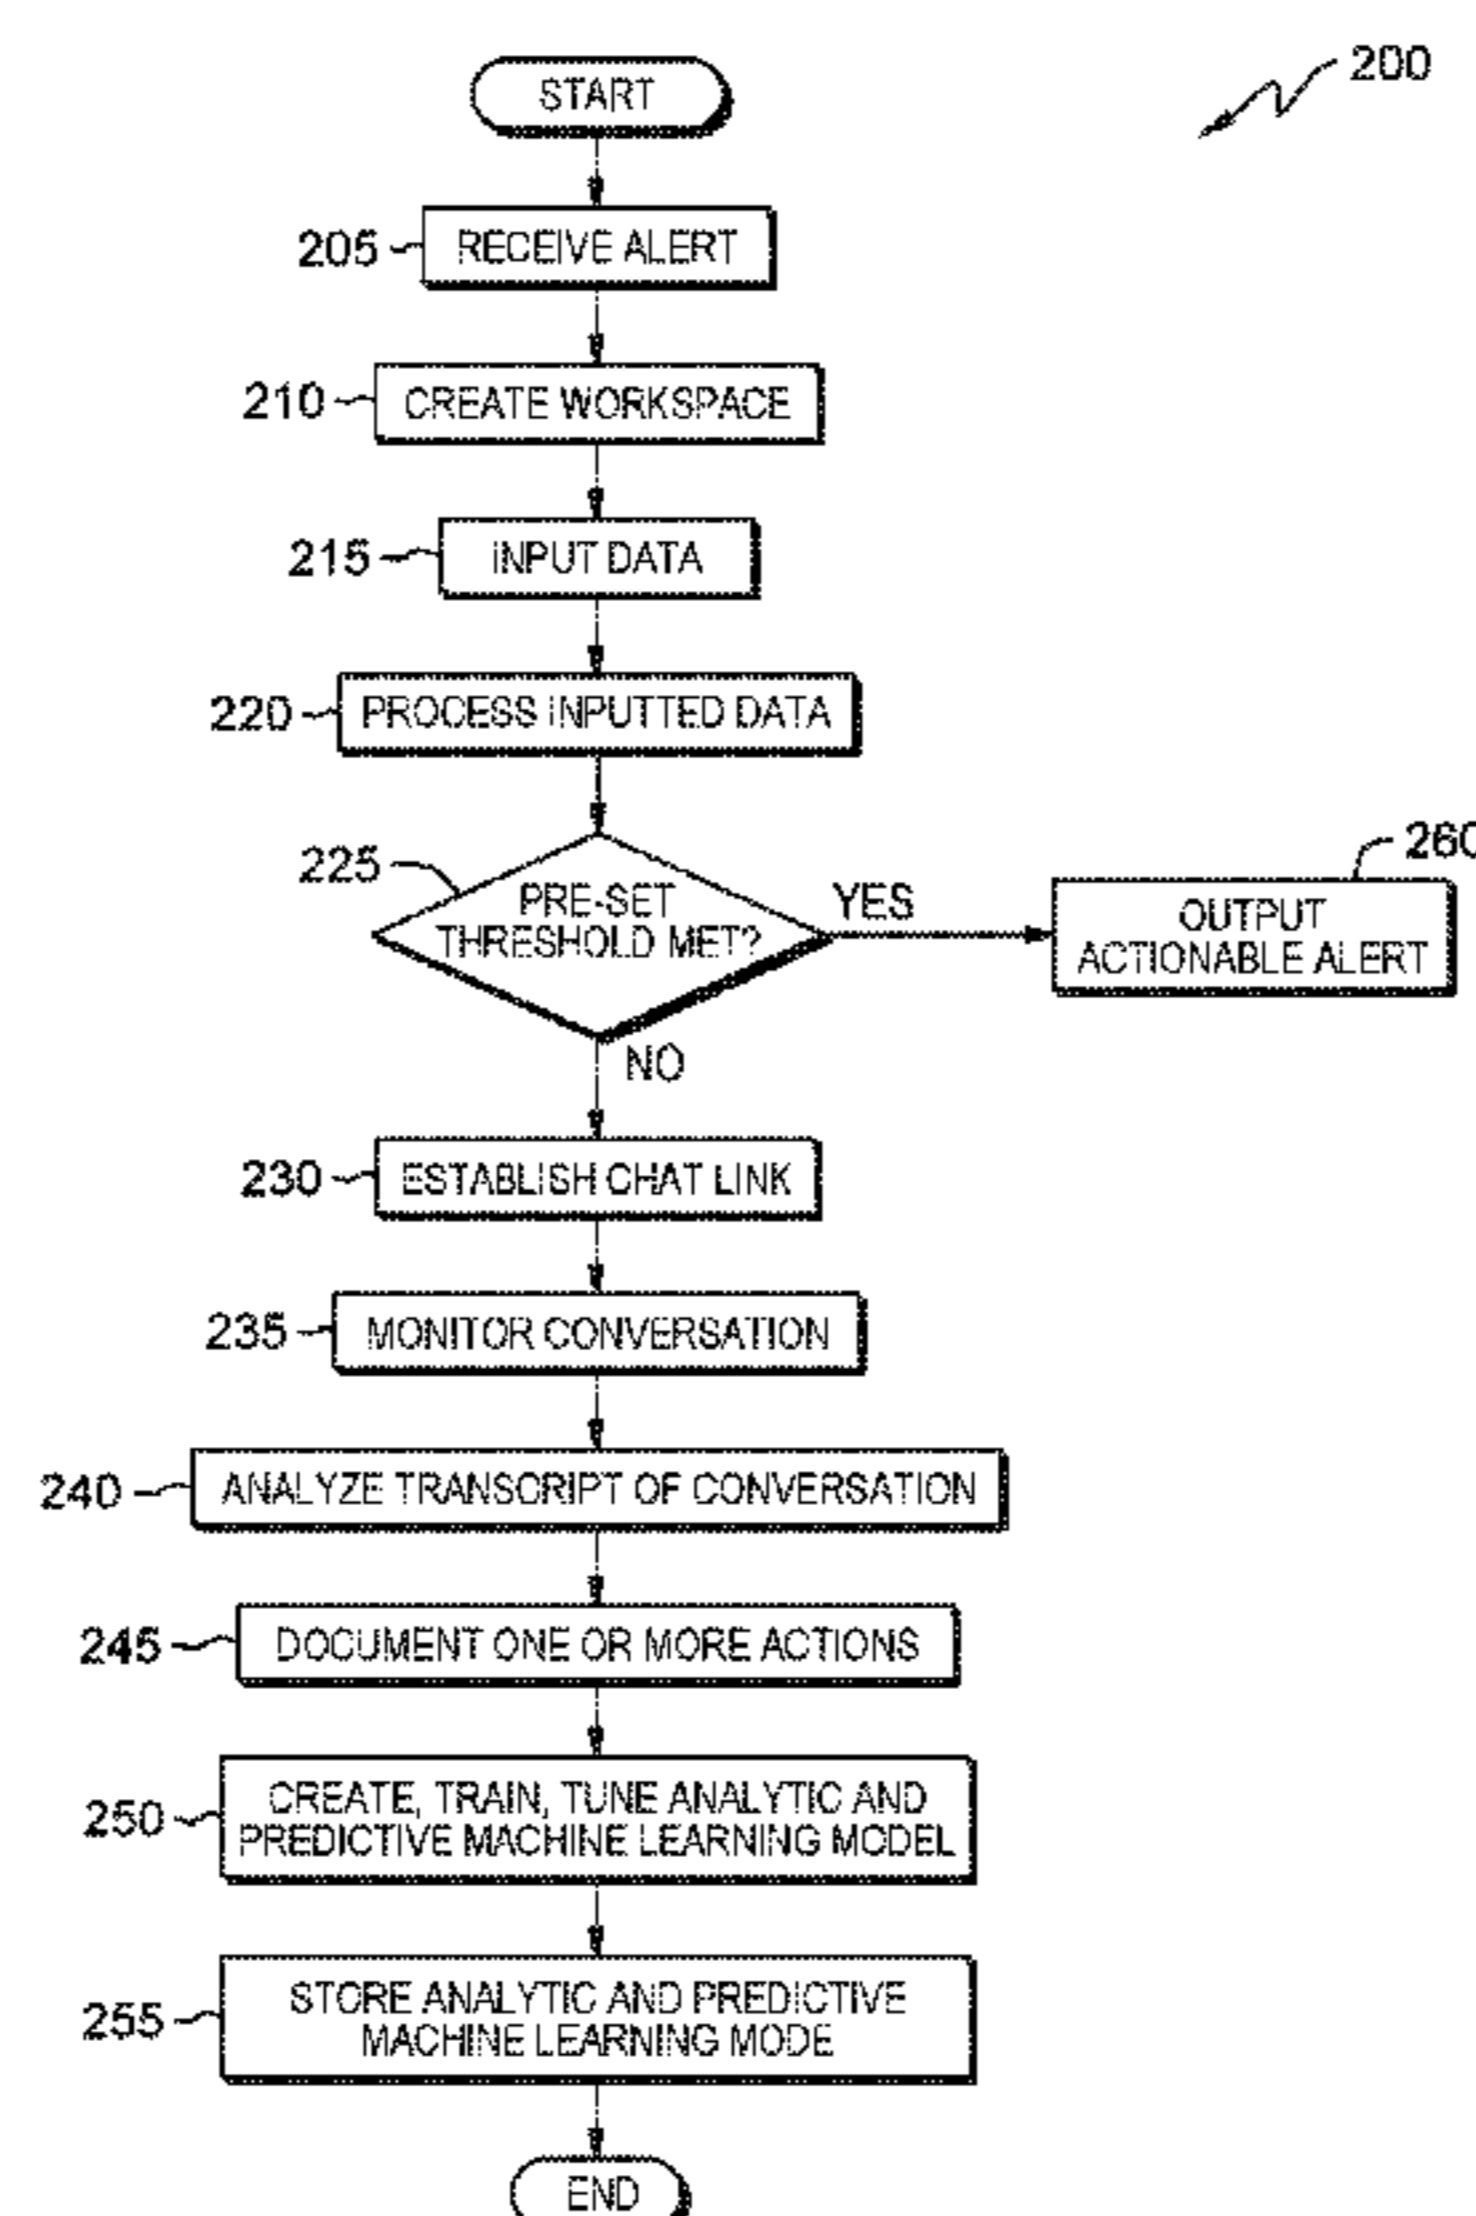 200
START
205
RECEIVE ALERT
210
CREATE WORKSPACE
215
INPUT DATA
220
PROCESS INPUTTED DATA
225
PRE-SET
THRESHOLD MET?
YES
260
OUTPUT
ACTIONABLE ALERT
NO
230
ESTABLISH CHAT LINK
235
MONITOR CONVERSATION
240
ANALYZE TRANSCRIPT OF CONVERSATION
245
DOCUMENT ONE OR MORE ACTIONS
250
CREATE, TRAIN, TUNE ANALYTIC AND
PREDICTIVE MACHINE LEARNING MODEL
255
STORE ANALYTIC AND PREDICTIVE
MACHINE LEARNING MODE
END